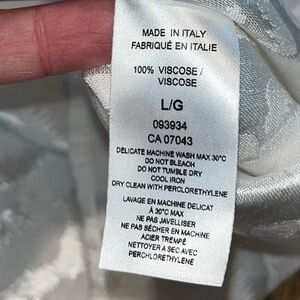 MADE IN ITALY
FABRIQUÉ EN ITALIE
100% VISCOSE /
VISCOSE
L/G
093934
CA 07043
DELICATE MACHINE WASH MAX 30°C
DO NOT BLEACH
DO NOT TUMBLE DRY
COOL IRON
DRY CLEAN WITH PERCLORETHYLENE
LAVAGE EN MACHINE DELICAT
À 30°C MAX
NE PAS JAVELLISER
NE PAS SÉCHER EN MACHINE
ACIER TREMPÉ
NETTOYER A SEC AVEC
PERCHLORETHYLENE